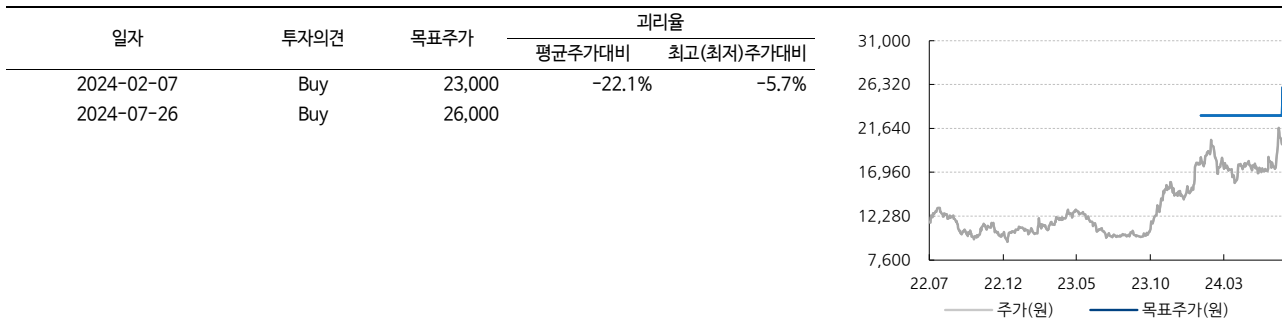 일자 투자의견 목표주가 괴리율
평균주가대비 최고(최저)주가대비
2024-02-07 Buy 23,000 -22.1% -5.7%
2024-07-26 Buy 26,000
31,000
26,320
21,640
16,960
12,280
7,600
22.07 22.12 23.05 23.10 24.03
주가(원) 목표주가(원)